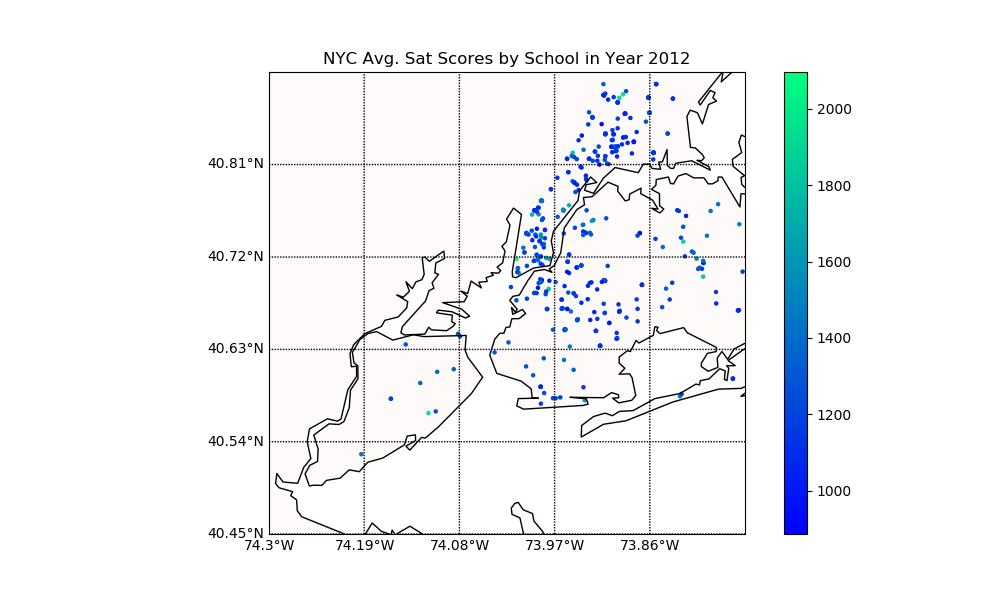 NYC Avg. Sat Scores by School in Year 2012
40.81°N
40.72°N
40.63°N
40.54°N
40.45°N
74.3°W
74.19°W
74.08°W
73.97°W
73.86°W
2000
1800
1600
1400
1200
1000